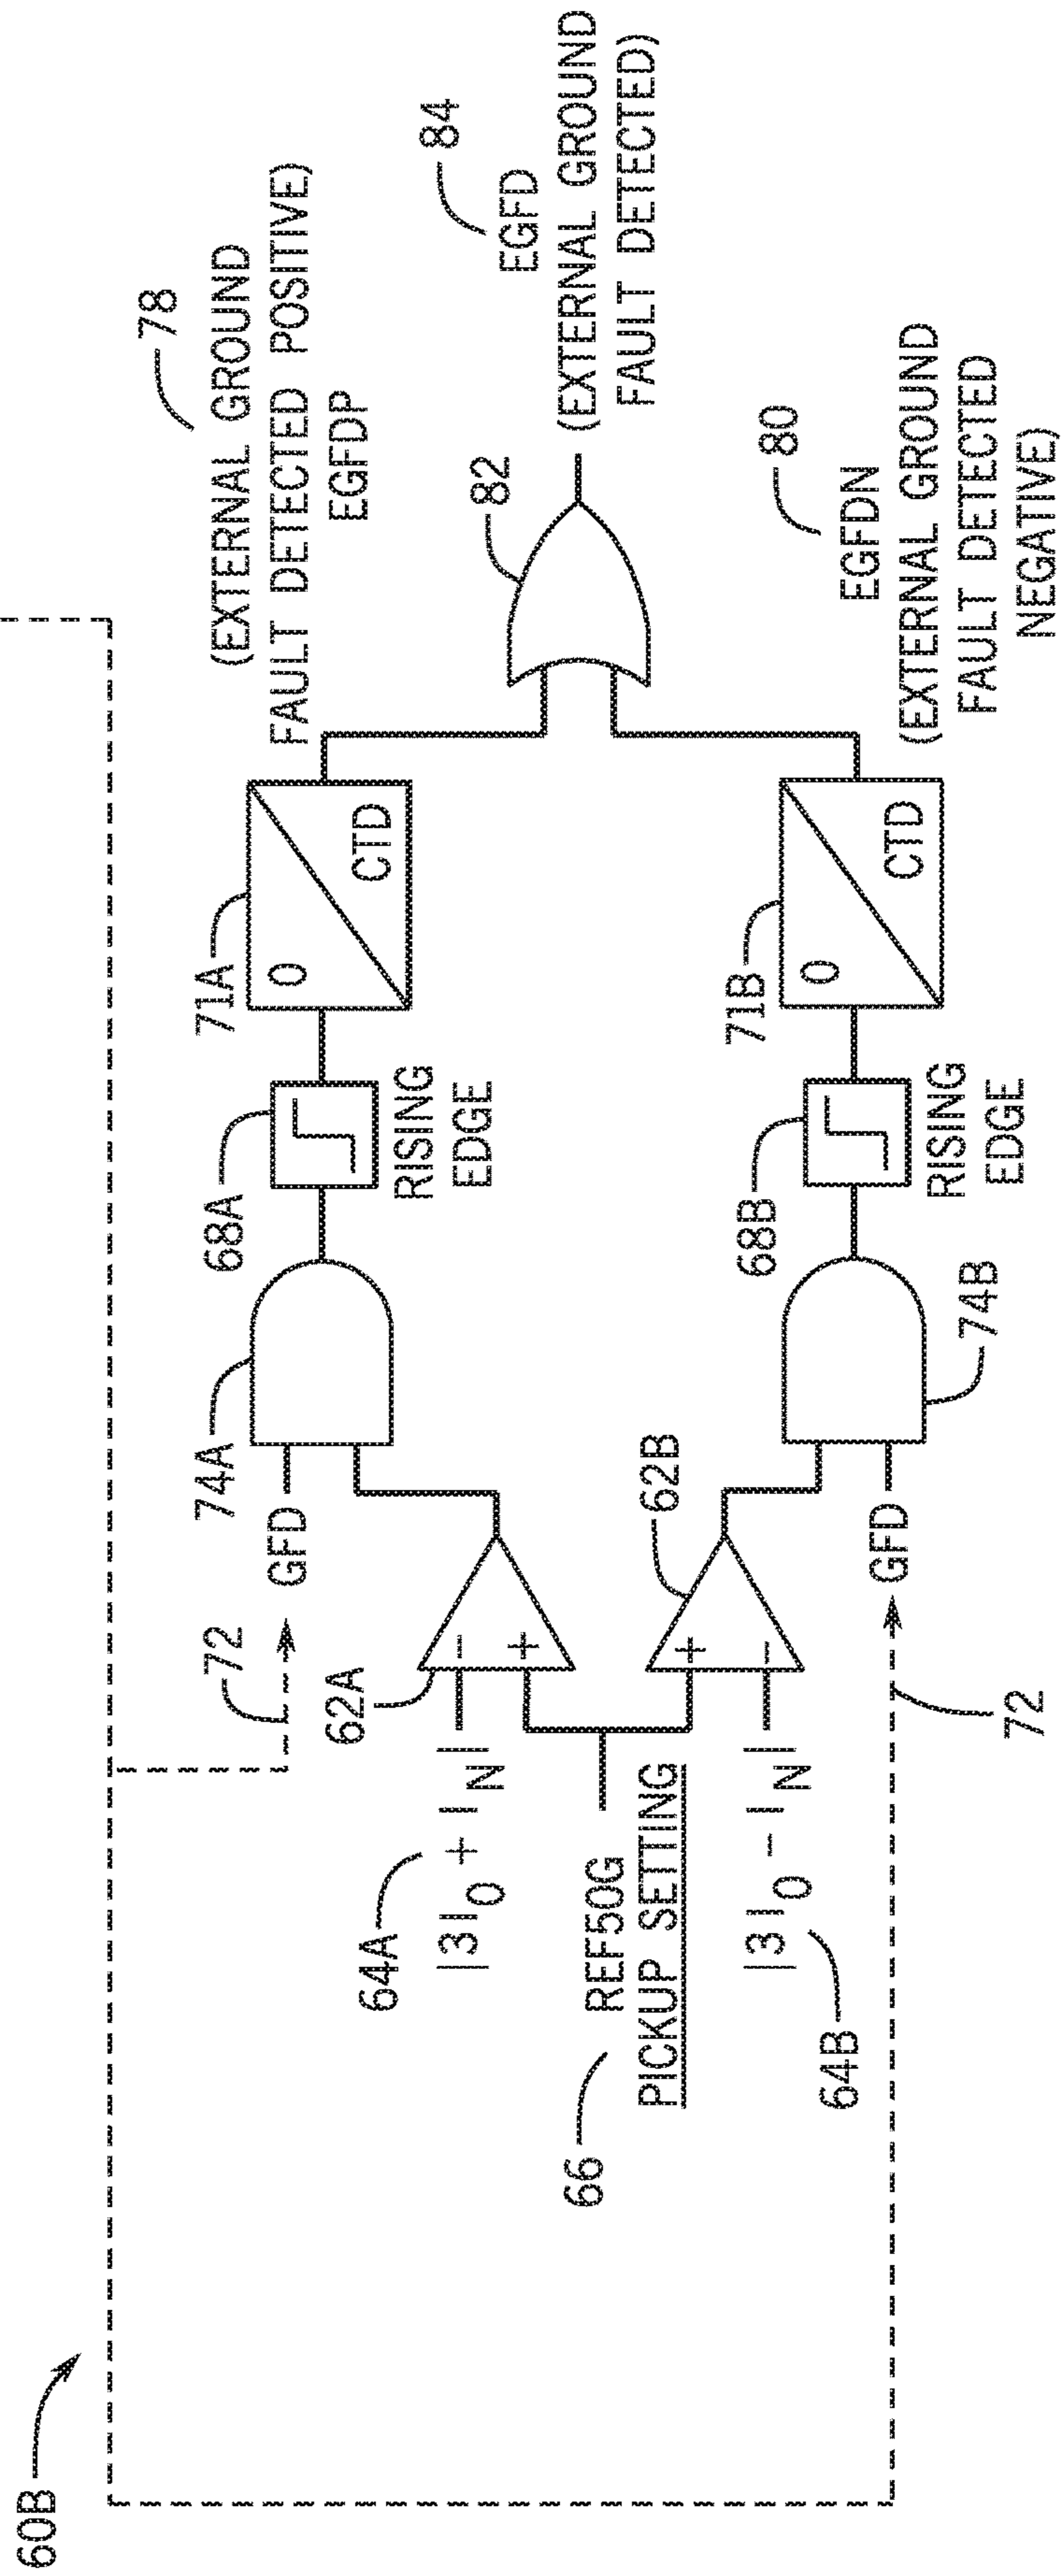 60B
72
GFD
74A
68A
RISING
EDGE
71A
0
CTD
78
(EXTERNAL GROUND
FAULT DETECTED POSITIVE)
EGFDP
64A
|3I0 + IN|
62A
−
+
66
REF50G
PICKUP SETTING
82
84
EGFD
(EXTERNAL GROUND
FAULT DETECTED)
64B
|3I0 − IN|
+
−
62B
72
GFD
74B
68B
RISING
EDGE
71B
0
CTD
80
EGFDN
(EXTERNAL GROUND
FAULT DETECTED
NEGATIVE)